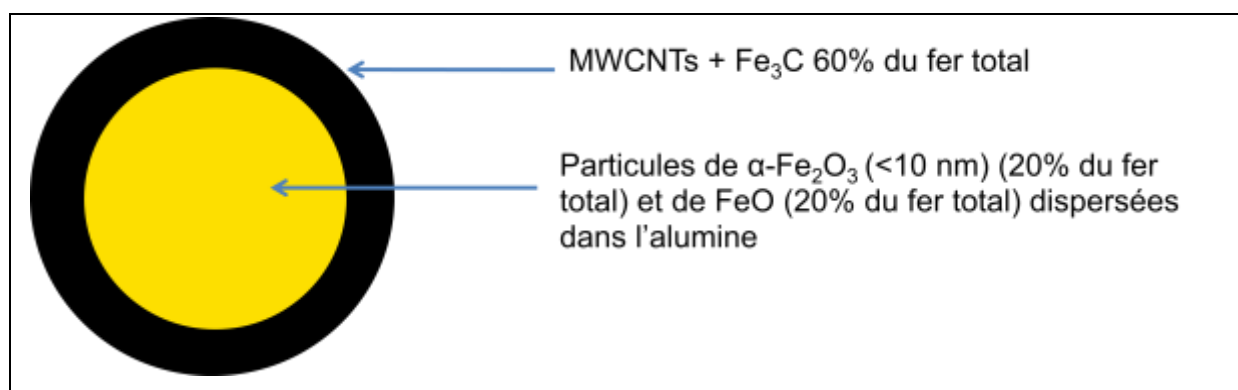 MWCNTs + Fe₃C 60% du fer total
Particules de α-Fe₂O₃ (<10 nm) (20% du fer
total) et de FeO (20% du fer total) dispersées
dans l'alumine